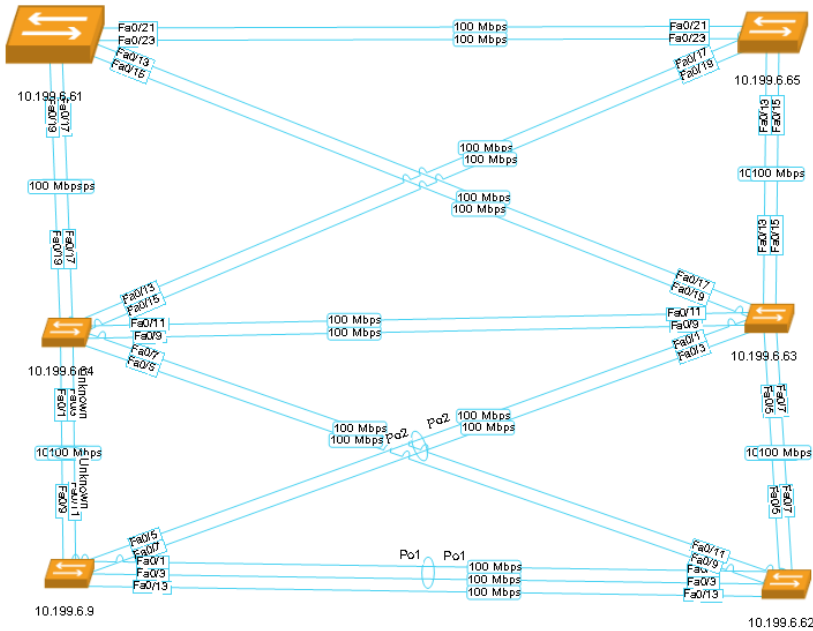 Fa0/21
100 Mbps
Fa0/21
Fa0/23
100 Mbps
Fa0/23
Fa0/13
Fa0/15
Fa0/17
Fa0/19
10.199.6.61
10.199.6.65
Fa0/19
Fa0/17
Fa0/13
Fa0/15
100 Mbps
100 Mbps
100 Mbps
100 Mbps
100 Mbps
100 Mbps
Fa0/19
Fa0/17
Fa0/13
Fa0/15
Fa0/13
Fa0/15
Fa0/17
Fa0/19
Fa0/11
100 Mbps
Fa0/11
Fa0/9
100 Mbps
Fa0/9
Fa0/7
Fa0/5
Fa0/1
Fa0/3
10.199.6.63
Unknown
Fa0/1
Fa0/5
Fa0/7
100 Mbps
100 Mbps
100 Mbps
100 Mbps
Po2
Po2
100 Mbps
100 Mbps
Unknown
Fa0/9
Fa0/5
Fa0/7
Fa0/5
Fa0/7
Fa0/11
Fa0/9
Fa0/1
Po1
Po1
100 Mbps
Fa0/3
100 Mbps
Fa0/3
Fa0/13
100 Mbps
Fa0/13
10.199.6.9
10.199.6.62